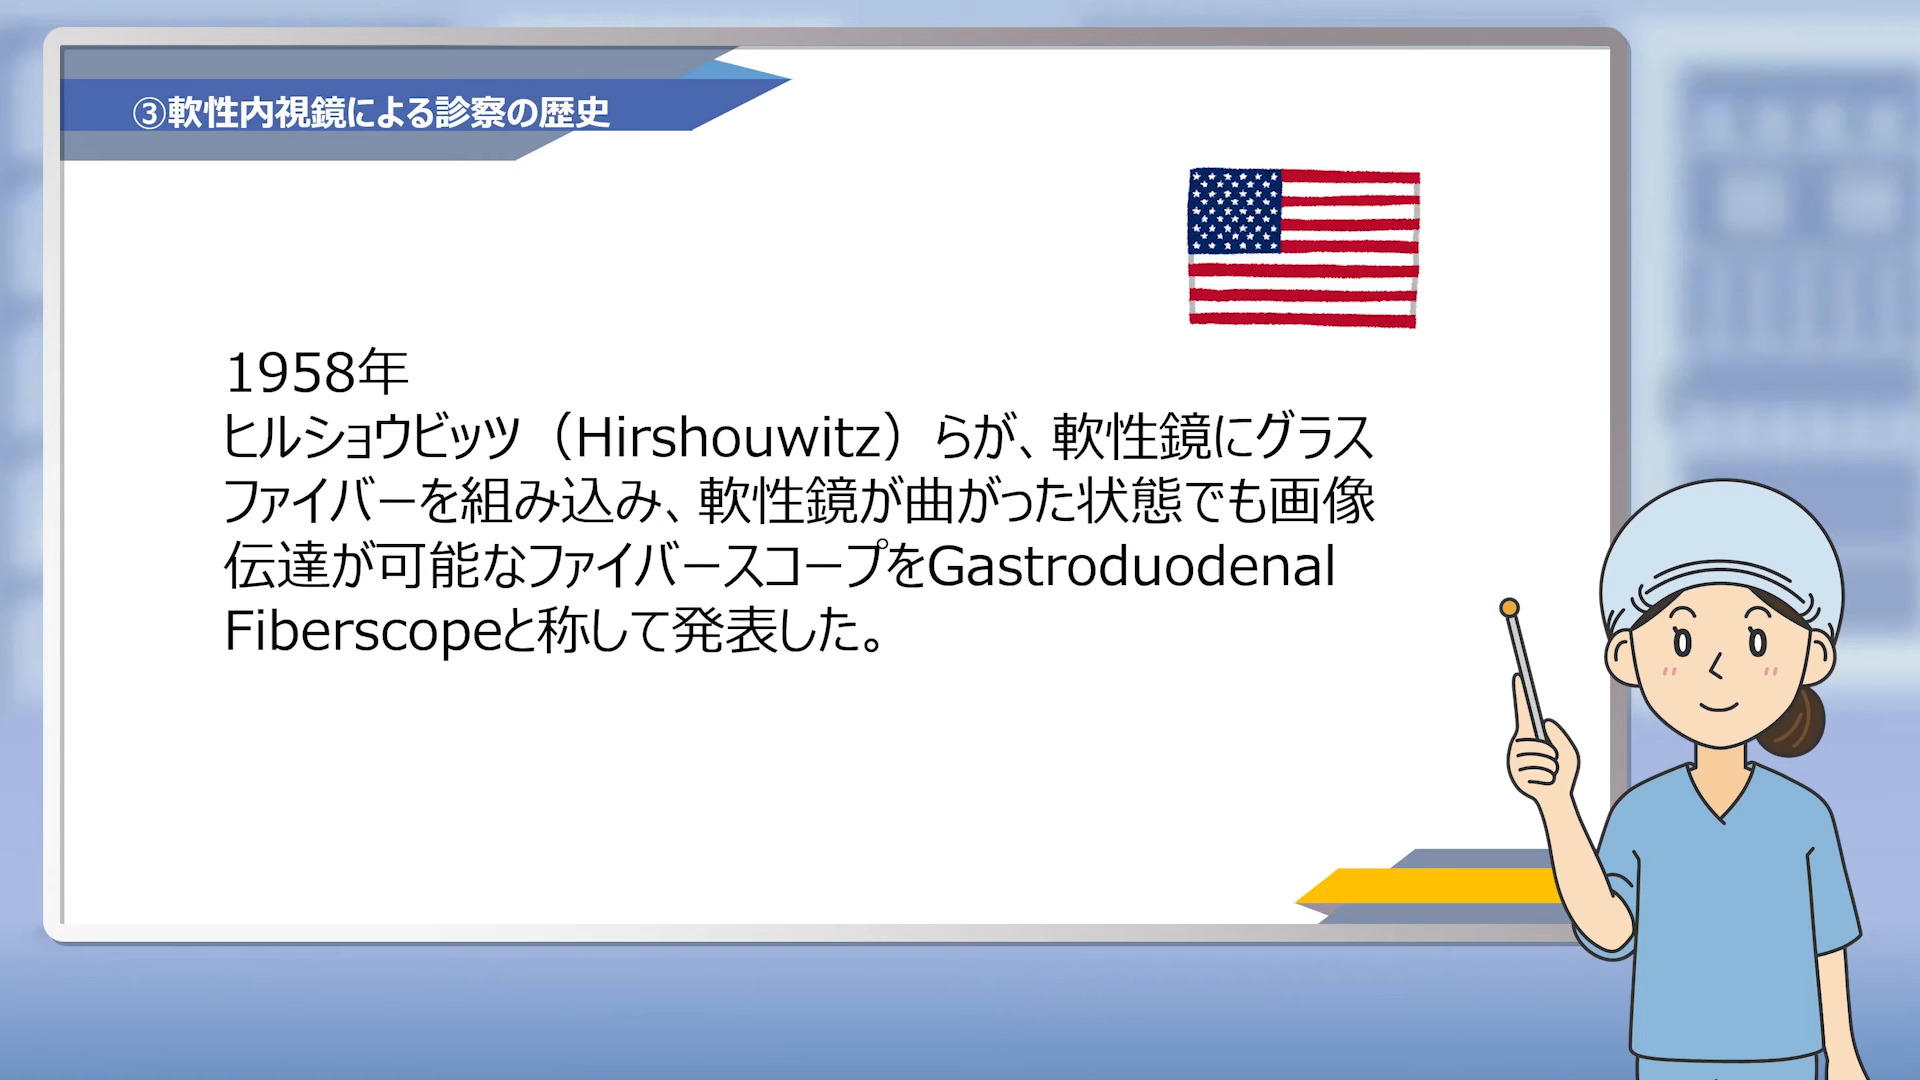 ③軟性内視鏡による診察の歴史
1958年
ヒルショウビッツ（Hirshouwitz）らが、軟性鏡にグラス
ファイバーを組み込み、軟性鏡が曲がった状態でも画像
伝達が可能なファイバースコープをGastroduodenal
Fiberscopeと称して発表した。